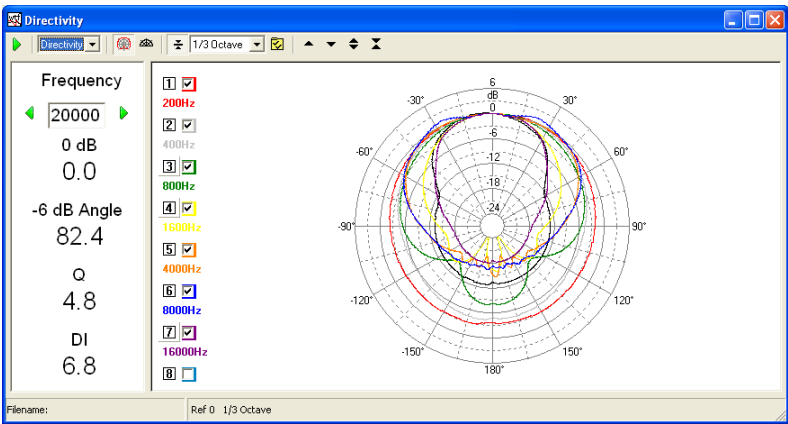 Directivity
Directivity 1/3 Octave
Frequency
20000
0 dB
0.0
-6 dB Angle
82.4
Q
4.8
DI
6.8
1
200Hz
2
400Hz
3
800Hz
4
1600Hz
5
4000Hz
6
8000Hz
7
16000Hz
8
6
dB
0
-6
-12
-18
-24
-30°
30°
-60°
60°
-90°
90°
-120°
120°
-150°
150°
180°
Filename: Ref 0 1/3 Octave